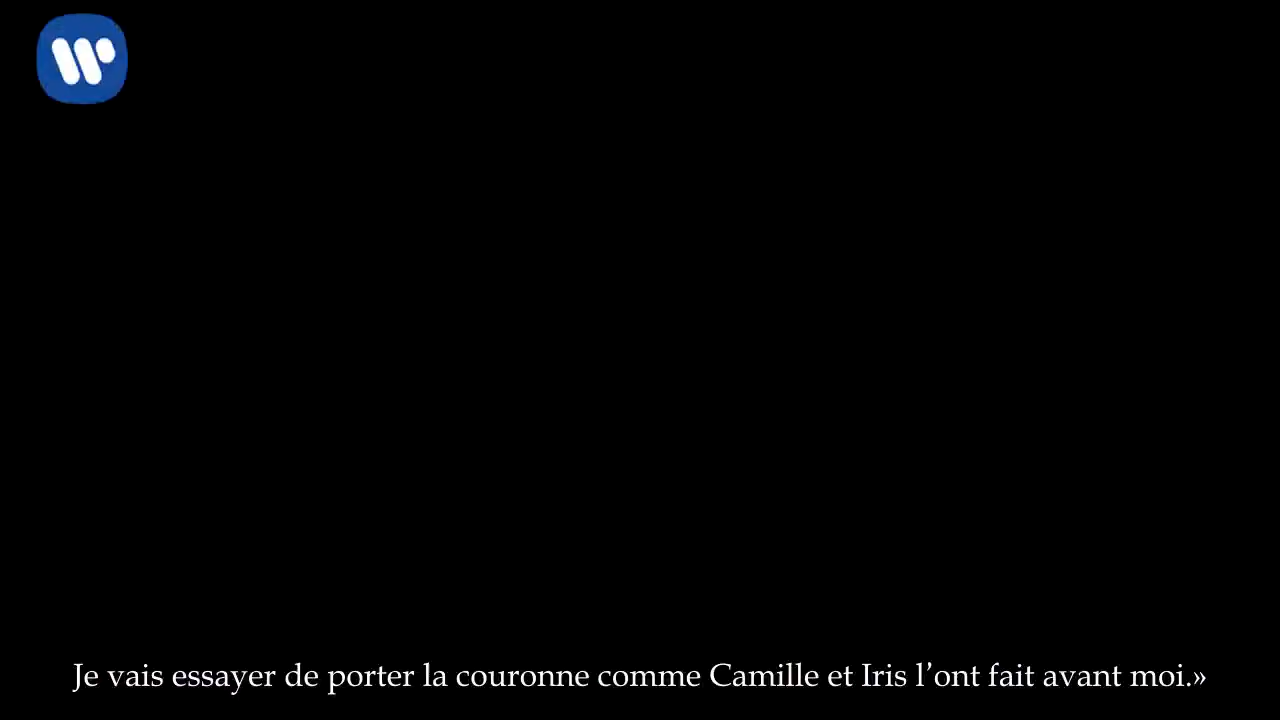 Je vais essayer de porter la couronne comme Camille et Iris l’ont fait avant moi.»